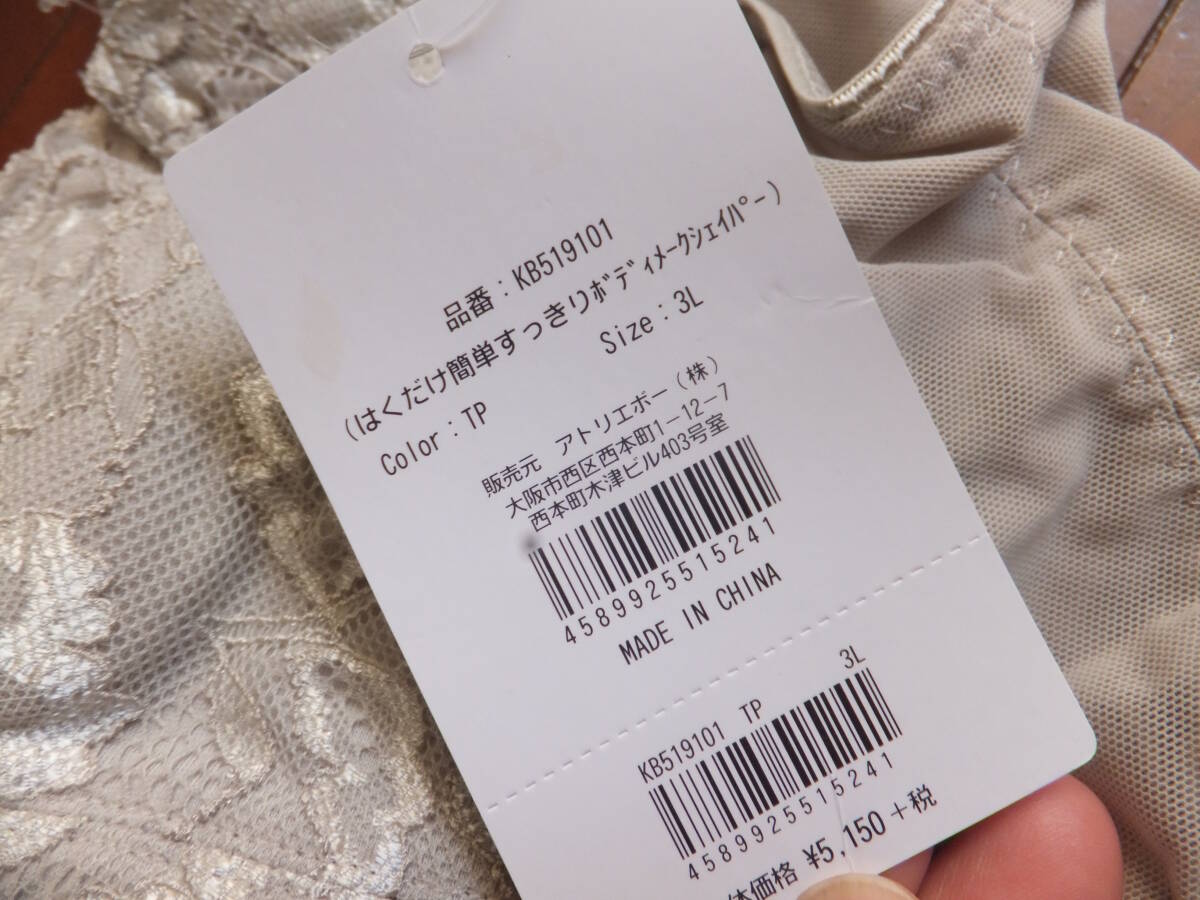 品番：KB519101
(はくだけ簡単すっきりﾎﾞﾃﾞｨﾒｰｸｼｪｲﾊﾟｰ)
Color：TP Size：3L
販売元 アトリエボー（株）
大阪市西区西本町1－12－7
西本町木津ビル403号室
4589925515241
MADE IN CHINA
KB519101 TP 3L
4589925515241
体価格 ¥5,150＋税